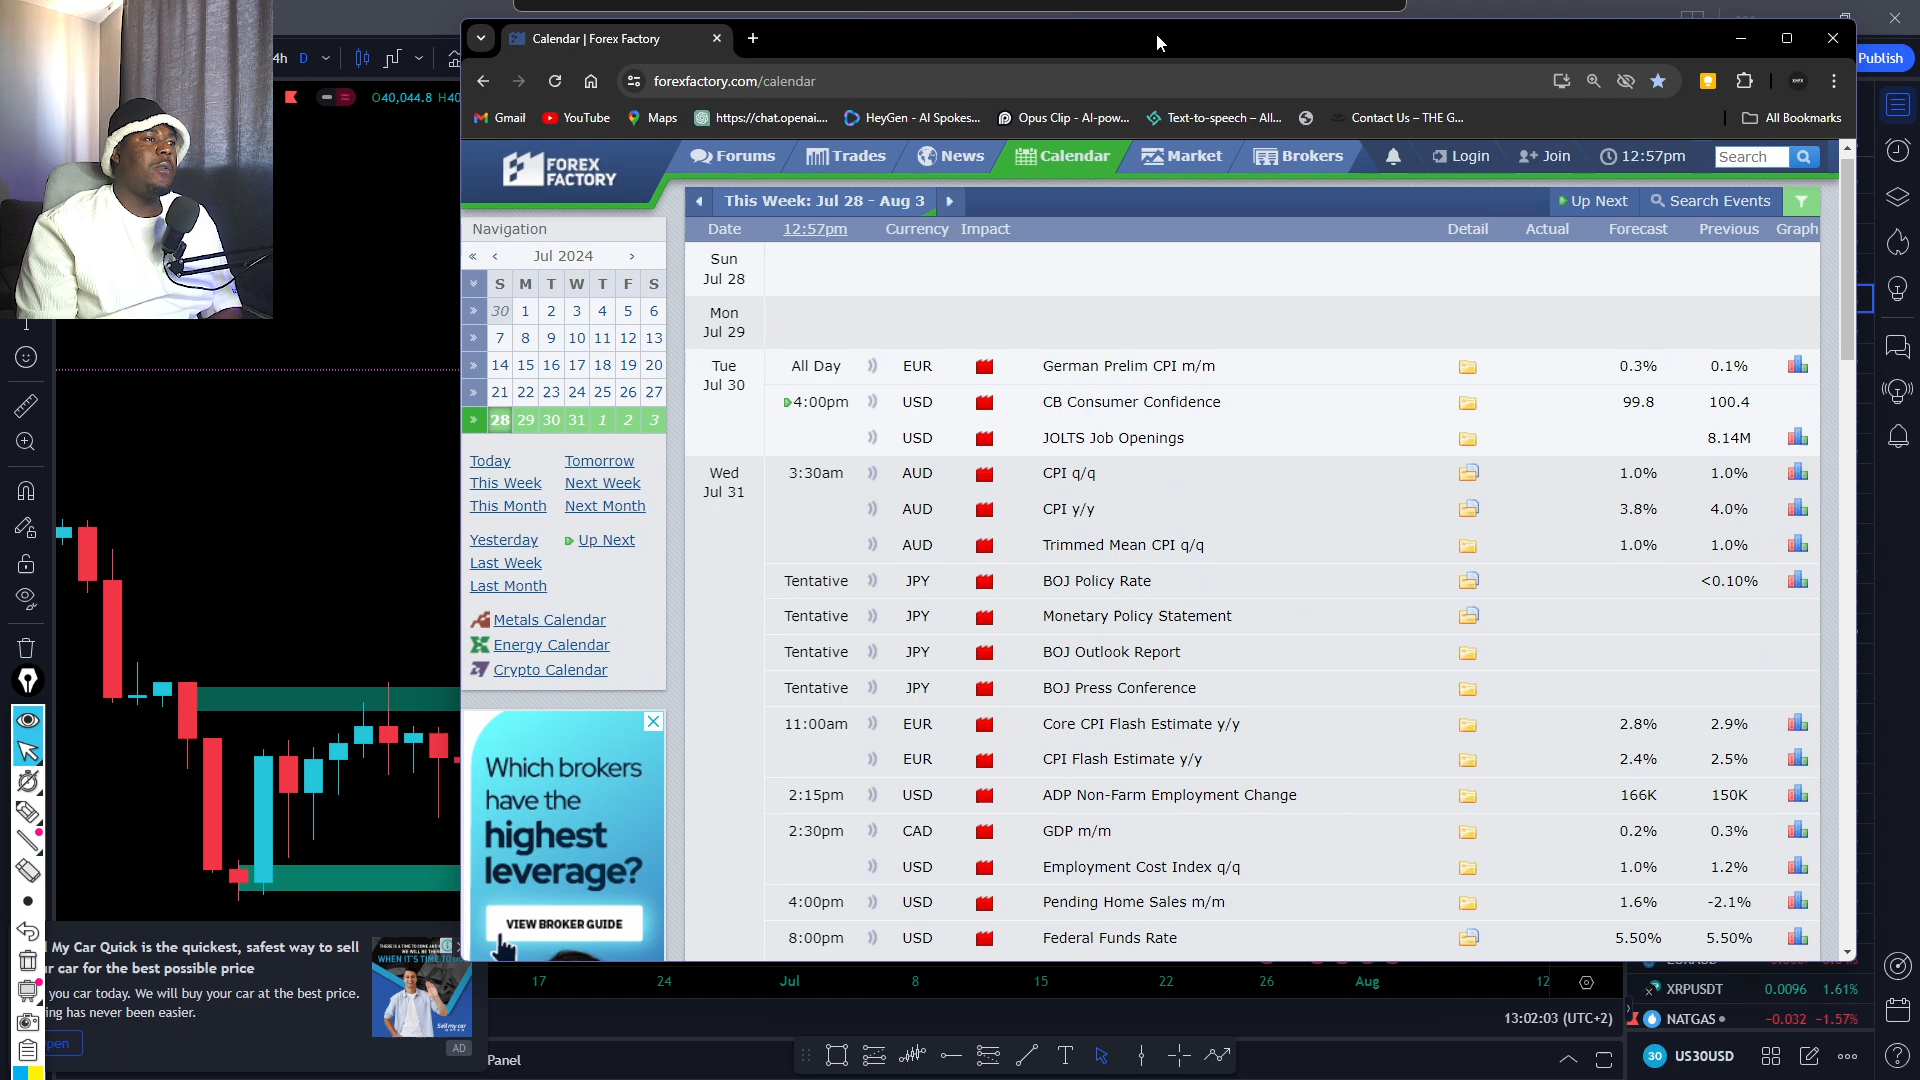 Calendar | Forex Factory
forexfactory.com/calendar
Publish
4h D
O40,044.8 H40
Gmail YouTube Maps https://chat.openai.... HeyGen - AI Spokes... Opus Clip - AI-pow... Text-to-speech – All... Contact Us – THE G... All Bookmarks
FOREX FACTORY
Forums Trades News Calendar Market Brokers Login Join 12:57pm Search
This Week: Jul 28 - Aug 3 Up Next Search Events
Date 12:57pm Currency Impact Detail Actual Forecast Previous Graph
Sun
Jul 28
Mon
Jul 29
Tue
Jul 30
All Day EUR German Prelim CPI m/m 0.3% 0.1%
4:00pm USD CB Consumer Confidence 99.8 100.4
USD JOLTS Job Openings 8.14M
Wed
Jul 31
3:30am AUD CPI q/q 1.0% 1.0%
AUD CPI y/y 3.8% 4.0%
AUD Trimmed Mean CPI q/q 1.0% 1.0%
Tentative JPY BOJ Policy Rate <0.10%
Tentative JPY Monetary Policy Statement
Tentative JPY BOJ Outlook Report
Tentative JPY BOJ Press Conference
11:00am EUR Core CPI Flash Estimate y/y 2.8% 2.9%
EUR CPI Flash Estimate y/y 2.4% 2.5%
2:15pm USD ADP Non-Farm Employment Change 166K 150K
2:30pm CAD GDP m/m 0.2% 0.3%
USD Employment Cost Index q/q 1.0% 1.2%
4:00pm USD Pending Home Sales m/m 1.6% -2.1%
8:00pm USD Federal Funds Rate 5.50% 5.50%
Navigation
« ‹ Jul 2024 ›
S M T W T F S
30 1 2 3 4 5 6
7 8 9 10 11 12 13
14 15 16 17 18 19 20
21 22 23 24 25 26 27
28 29 30 31 1 2 3
Today Tomorrow
This Week Next Week
This Month Next Month
Yesterday Up Next
Last Week
Last Month
Metals Calendar
Energy Calendar
Crypto Calendar
Which brokers
have the
highest
leverage?
VIEW BROKER GUIDE
My Car Quick is the quickest, safest way to sell
r car for the best possible price
you car today. We will buy your car at the best price.
ing has never been easier.
pen
WHEN IT'S TIME TO
Sell my car
AD
17 24 Jul 8 15 22 26 Aug 12
13:02:03 (UTC+2)
Panel
XRPUSDT 0.0096 1.61%
NATGAS -0.032 -1.57%
30 US30USD